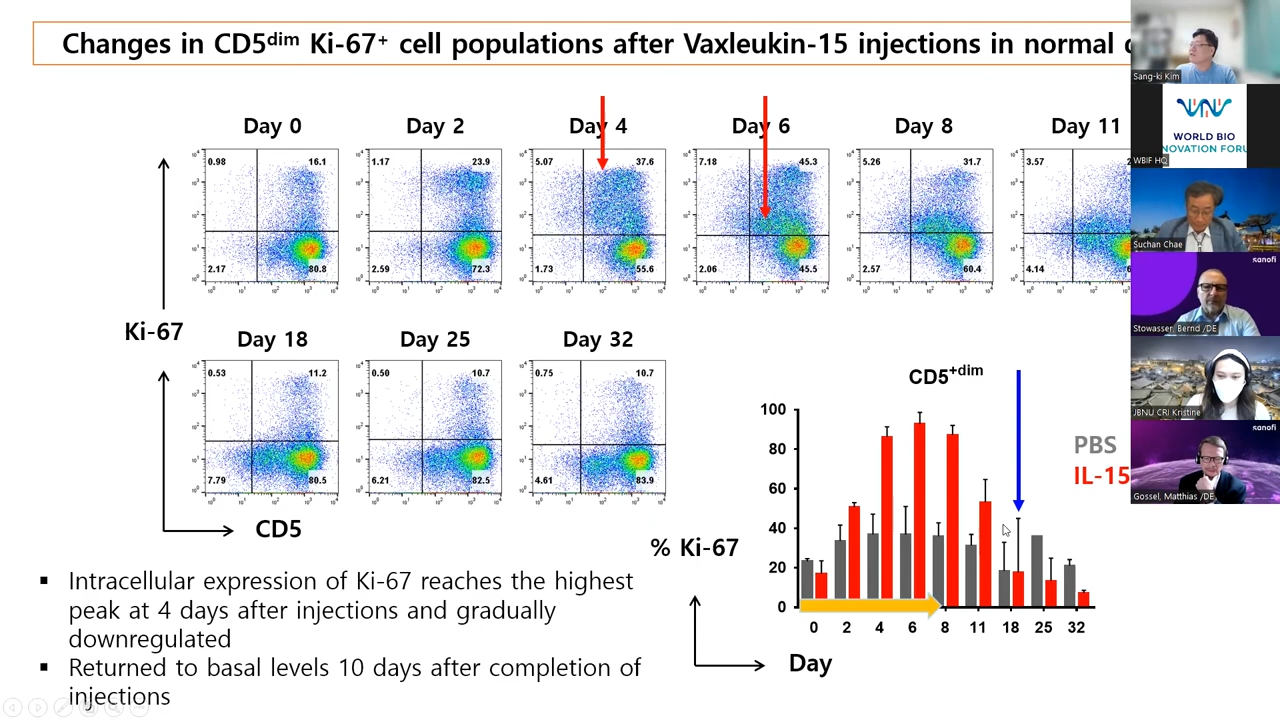 Changes in CD5dim Ki-67+ cell populations after Vaxleukin-15 injections in normal
Day 0 Day 2 Day 4 Day 6 Day 8 Day 11
0.98 16.1 1.17 23.9 5.07 37.6 7.18 45.3 5.26 31.7 3.57
2.17 80.8 2.59 72.3 1.73 55.6 2.06 45.5 2.57 60.4 4.14
Ki-67
Day 18 Day 25 Day 32
0.53 11.2 0.50 10.7 0.75 10.7
7.79 80.5 6.21 82.5 4.61 83.9
CD5
CD5+dim
100
80
60
40
20
0
0 2 4 6 8 11 18 25 32
PBS
IL-15
% Ki-67
Day
▪ Intracellular expression of Ki-67 reaches the highest
peak at 4 days after injections and gradually
downregulated
▪ Returned to basal levels 10 days after completion of
injections
Sang-ki Kim
WORLD BIO
NOVATION FORU
WBIF HQ
Suchan Chae
sanofi
Stowasser, Bernd /DE
JBNU CRI Kristine
sanofi
Gossel, Matthias /DE